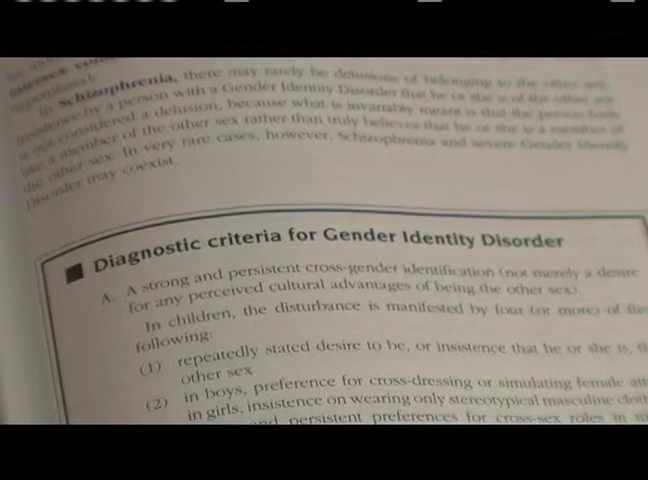 intersex con
In Schizophrenia, there may rarely be delusions of belonging to the other sex.
insistence by a person with a Gender Identity Disorder that he or she is of the other sex
is not considered a delusion, because what is invariably meant is that the person feels
like a member of the other sex rather than truly believes that he or she is a member of
the other sex. In very rare cases, however, Schizophrenia and severe Gender Identity
Disorder may coexist.
■ Diagnostic criteria for Gender Identity Disorder
A. A strong and persistent cross-gender identification (not merely a desire
for any perceived cultural advantages of being the other sex).
In children, the disturbance is manifested by four (or more) of the
following:
(1) repeatedly stated desire to be, or insistence that he or she is, th
other sex
(2) in boys, preference for cross-dressing or simulating female att
in girls, insistence on wearing only stereotypical masculine cloth
persistent preferences for cross-sex roles in m